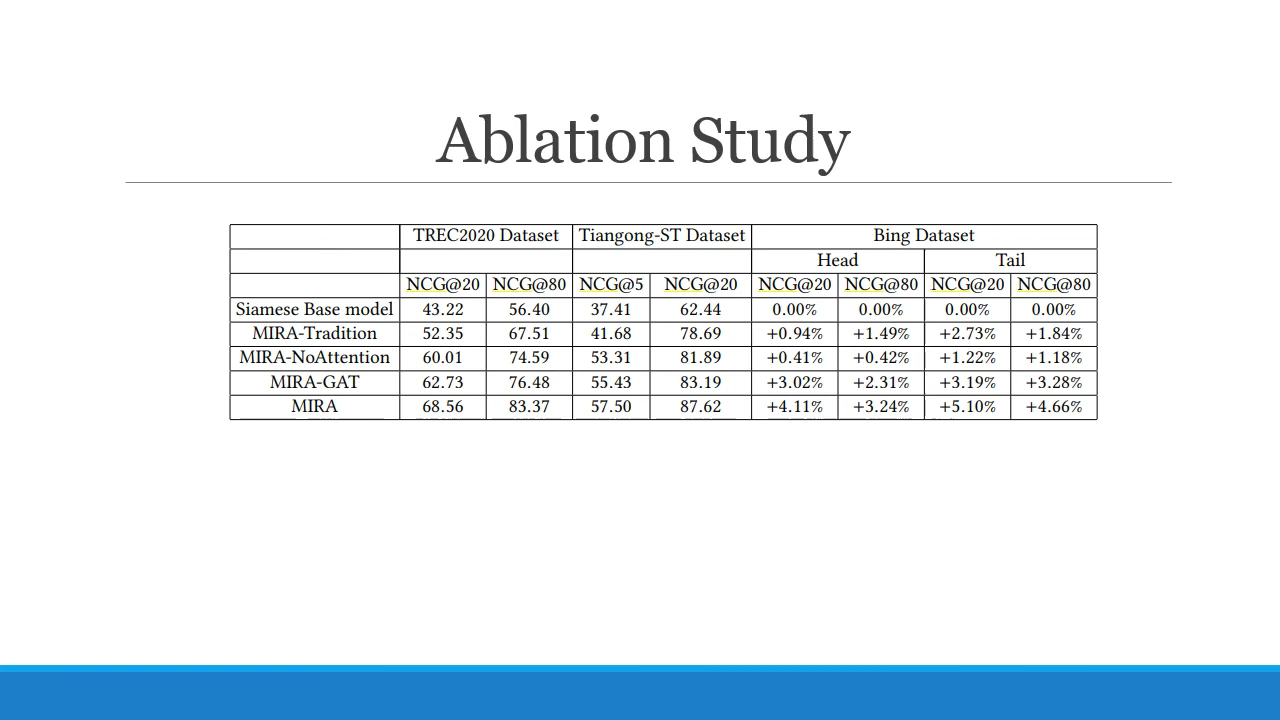 Ablation Study
TREC2020 Dataset Tiangong-ST Dataset Bing Dataset
Head Tail
NCG@20 NCG@80 NCG@5 NCG@20 NCG@20 NCG@80 NCG@20 NCG@80
Siamese Base model 43.22 56.40 37.41 62.44 0.00% 0.00% 0.00% 0.00%
MIRA-Tradition 52.35 67.51 41.68 78.69 +0.94% +1.49% +2.73% +1.84%
MIRA-NoAttention 60.01 74.59 53.31 81.89 +0.41% +0.42% +1.22% +1.18%
MIRA-GAT 62.73 76.48 55.43 83.19 +3.02% +2.31% +3.19% +3.28%
MIRA 68.56 83.37 57.50 87.62 +4.11% +3.24% +5.10% +4.66%